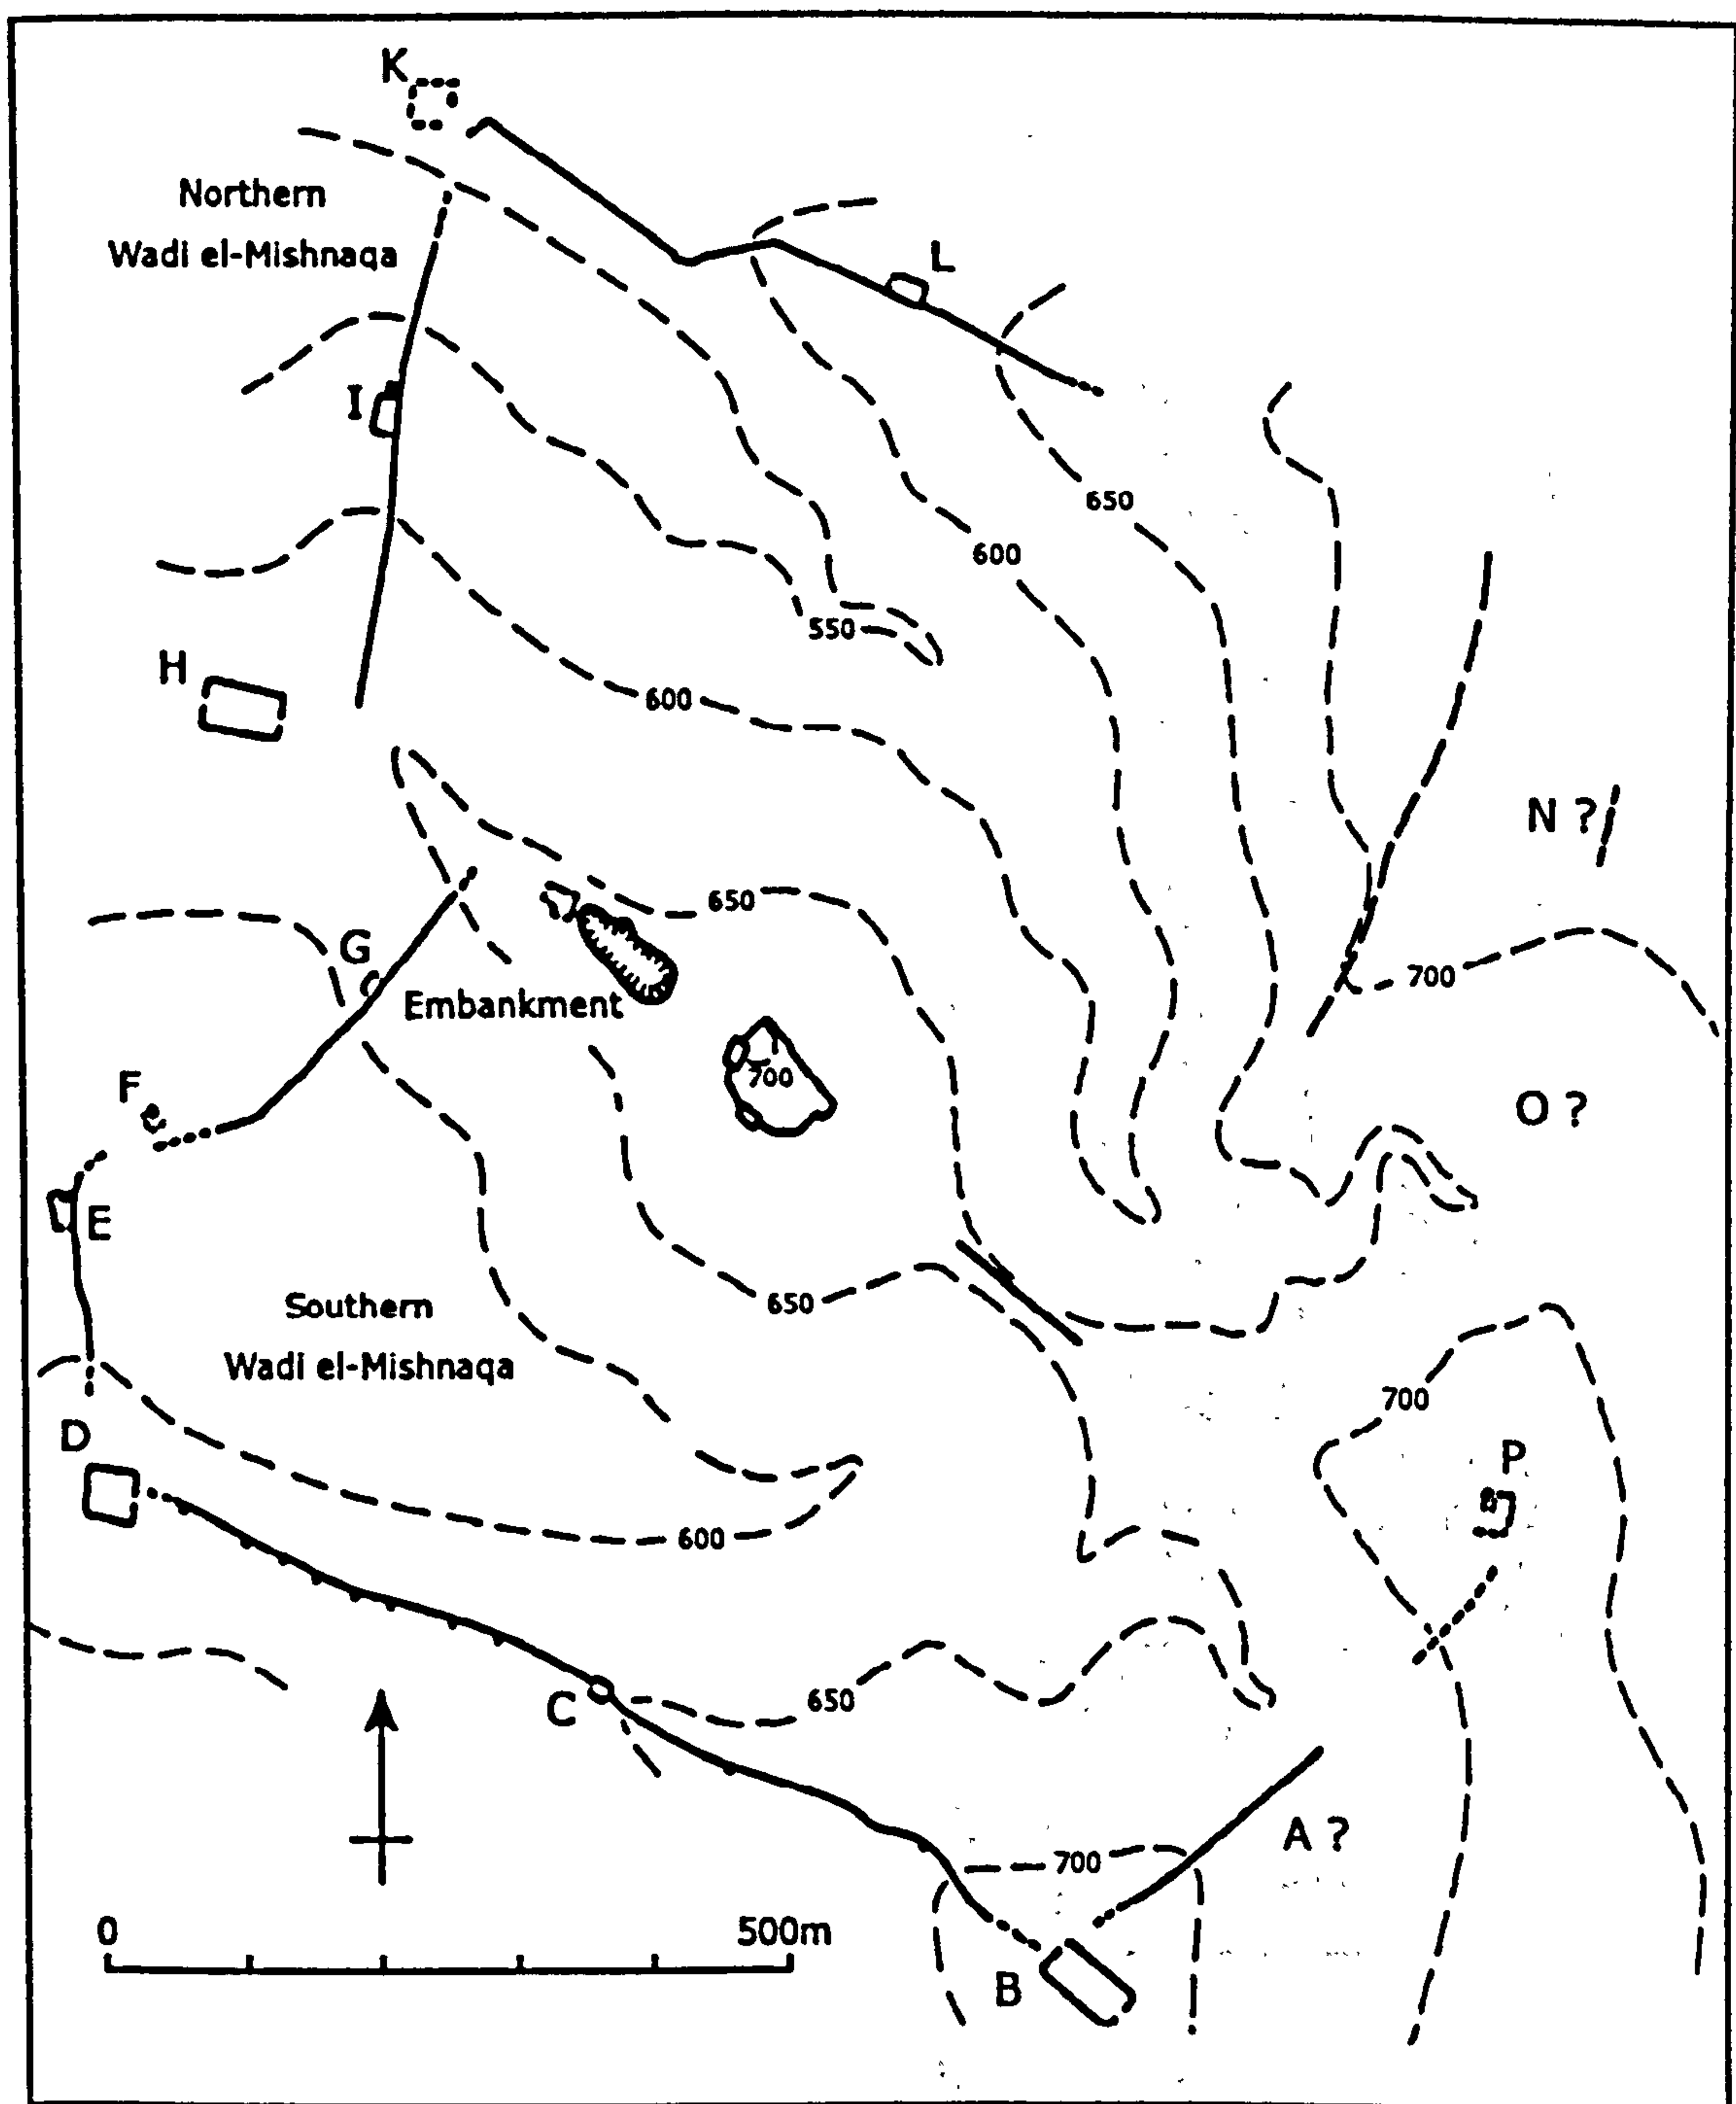 K
Northern
Wadi el-Mishnaqa
L
I
650
600
550
H
600
N ?
650
G
700
Embankment
700
F
O ?
E
Southern
650
Wadi el-Mishnaqa
700
D
P
600
C
650
A ?
700
0 500m
B